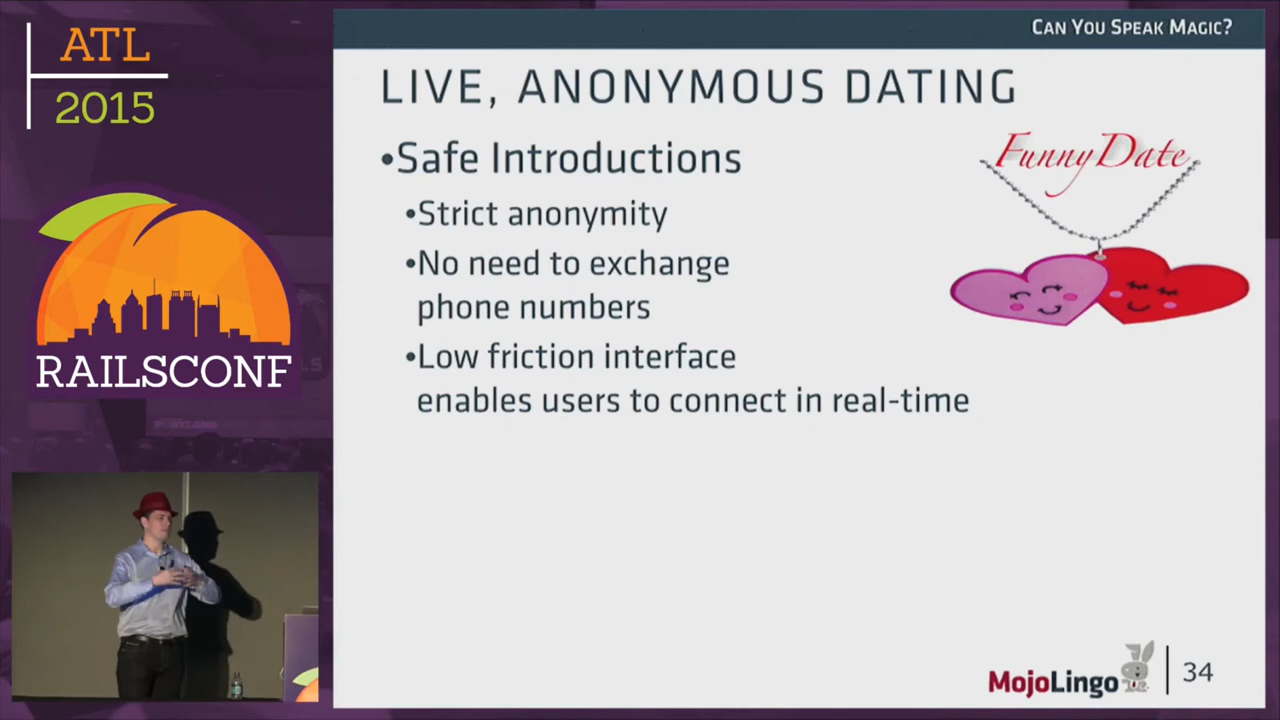 ATL
2015
RAILSCONF
CAN YOU SPEAK MAGIC?
LIVE, ANONYMOUS DATING
•Safe Introductions
•Strict anonymity
•No need to exchange
phone numbers
•Low friction interface
enables users to connect in real-time
FunnyDate
MojoLingo
34